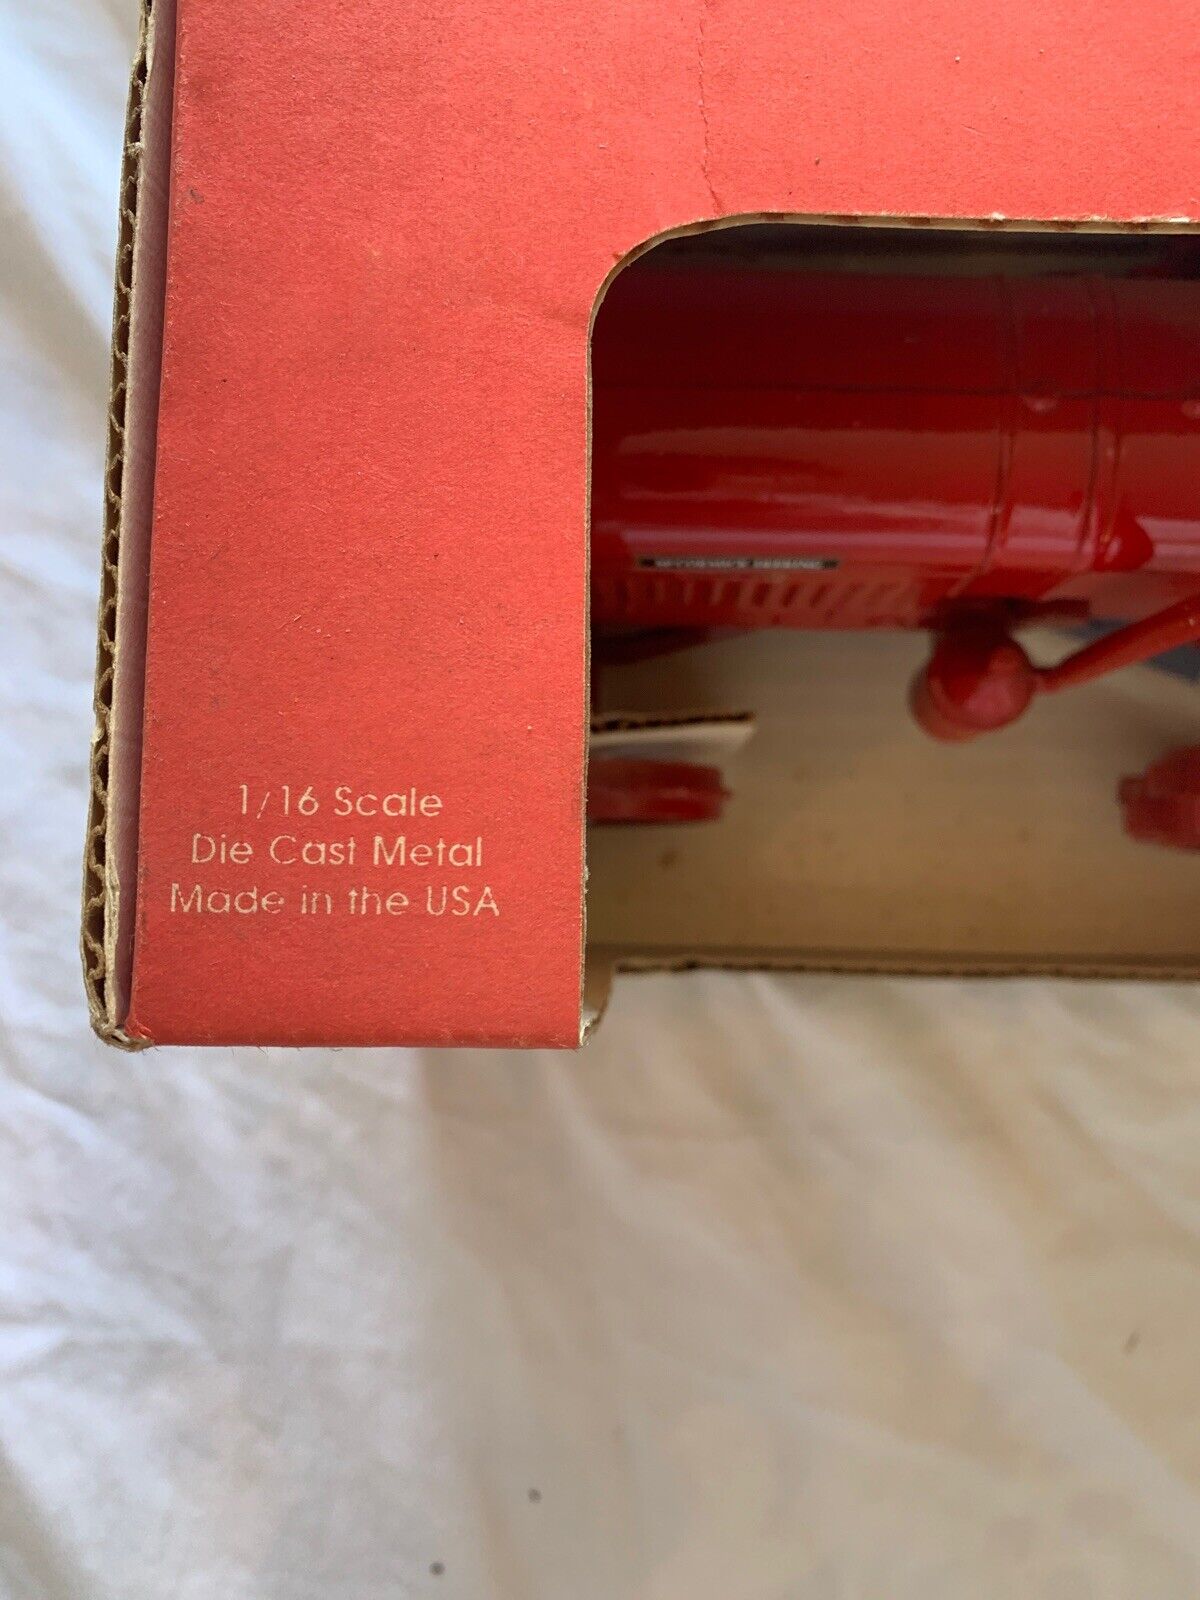 1/16 Scale
Die Cast Metal
Made in the USA